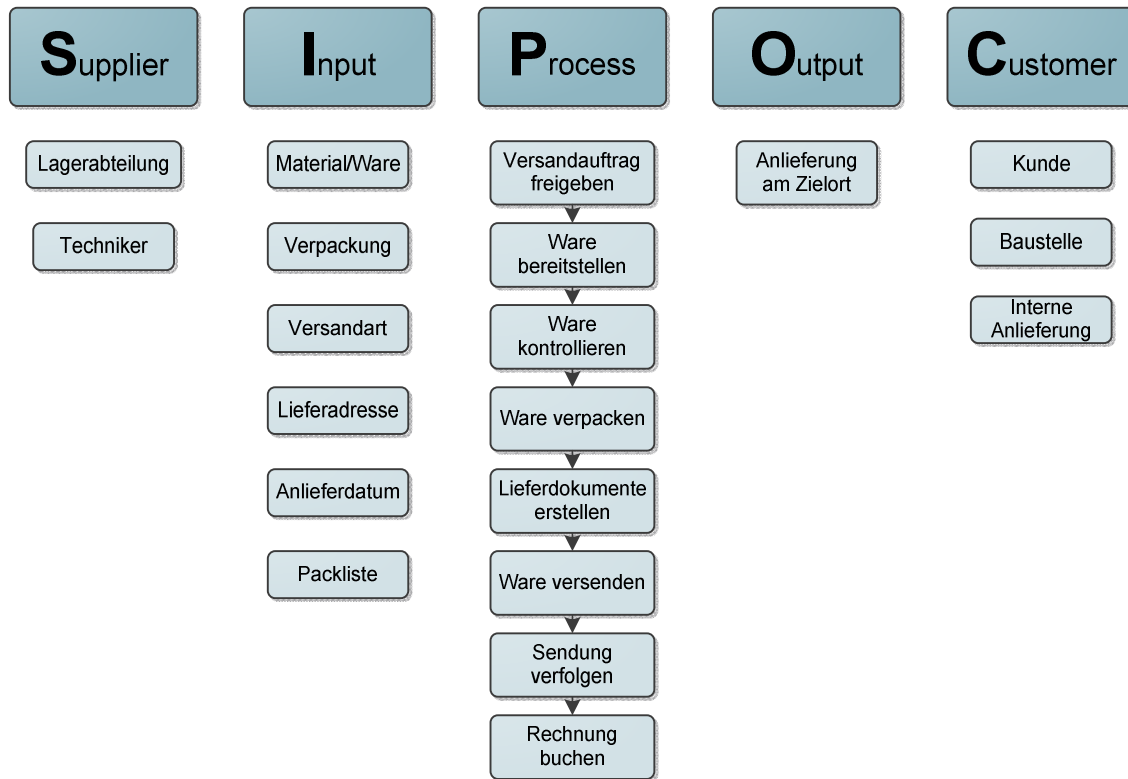 Supplier
Input
Process
Output
Customer
Lagerabteilung
Techniker
Material/Ware
Verpackung
Versandart
Lieferadresse
Anlieferdatum
Packliste
Versandauftrag
freigeben
Ware
bereitstellen
Ware
kontrollieren
Ware verpacken
Lieferdokumente
erstellen
Ware versenden
Sendung
verfolgen
Rechnung
buchen
Anlieferung
am Zielort
Kunde
Baustelle
Interne
Anlieferung